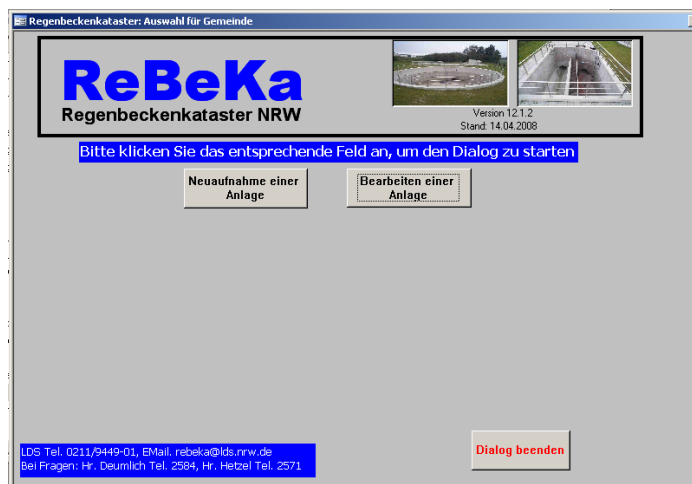 Regenbeckenkataster: Auswahl für Gemeinde
ReBeKa
Regenbeckenkataster NRW
Version 12.1.2
Stand: 14.04.2008
Bitte klicken Sie das entsprechende Feld an, um den Dialog zu starten
Neuaufnahme einer
Anlage
Bearbeiten einer
Anlage
Dialog beenden
LDS Tel. 0211/9449-01, EMail. rebeka@lds.nrw.de
Bei Fragen: Hr. Deumlich Tel. 2584, Hr. Hetzel Tel. 2571